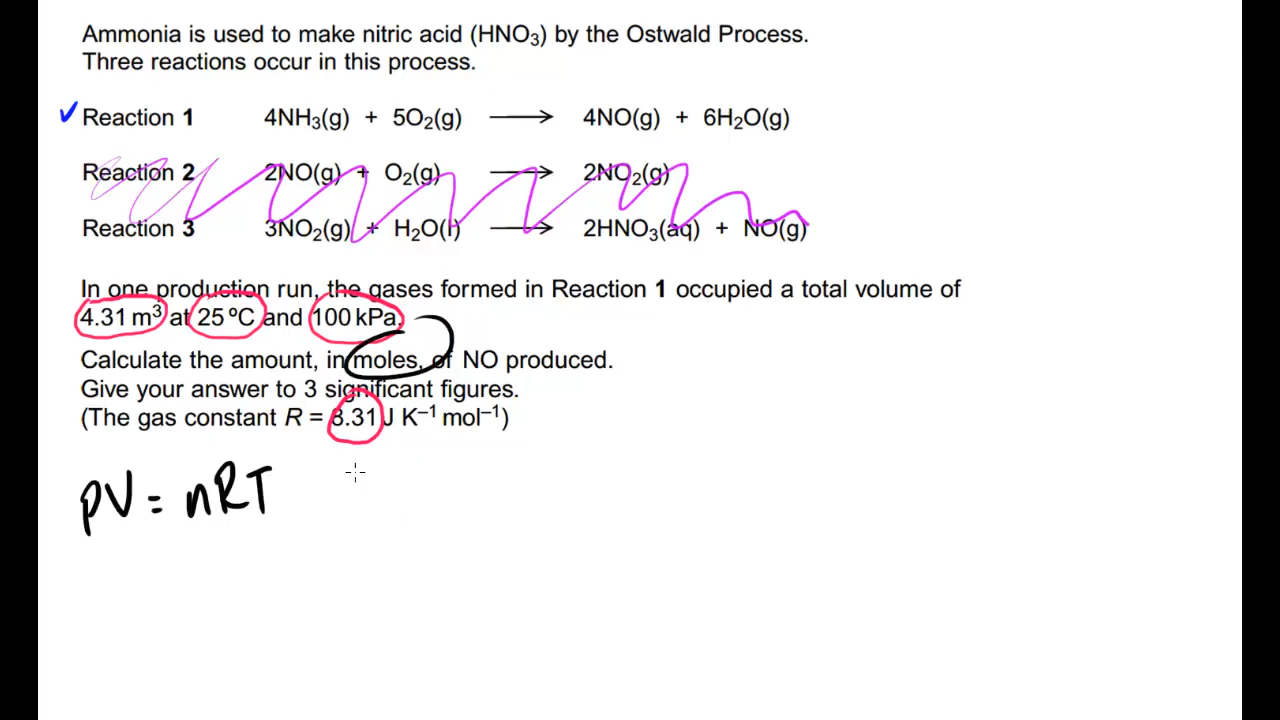 Ammonia is used to make nitric acid (HNO₃) by the Ostwald Process.
Three reactions occur in this process.
✓ Reaction 1 4NH₃(g) + 5O₂(g) ⟶ 4NO(g) + 6H₂O(g)
Reaction 2 2NO(g) + O₂(g) ⟶ 2NO₂(g)
Reaction 3 3NO₂(g) + H₂O(l) ⟶ 2HNO₃(aq) + NO(g)
In one production run, the gases formed in Reaction 1 occupied a total volume of
4.31 m³ at 25 ºC and 100 kPa.
Calculate the amount, in moles, of NO produced.
Give your answer to 3 significant figures.
(The gas constant R = 8.31 J K⁻¹ mol⁻¹)
pV = nRT